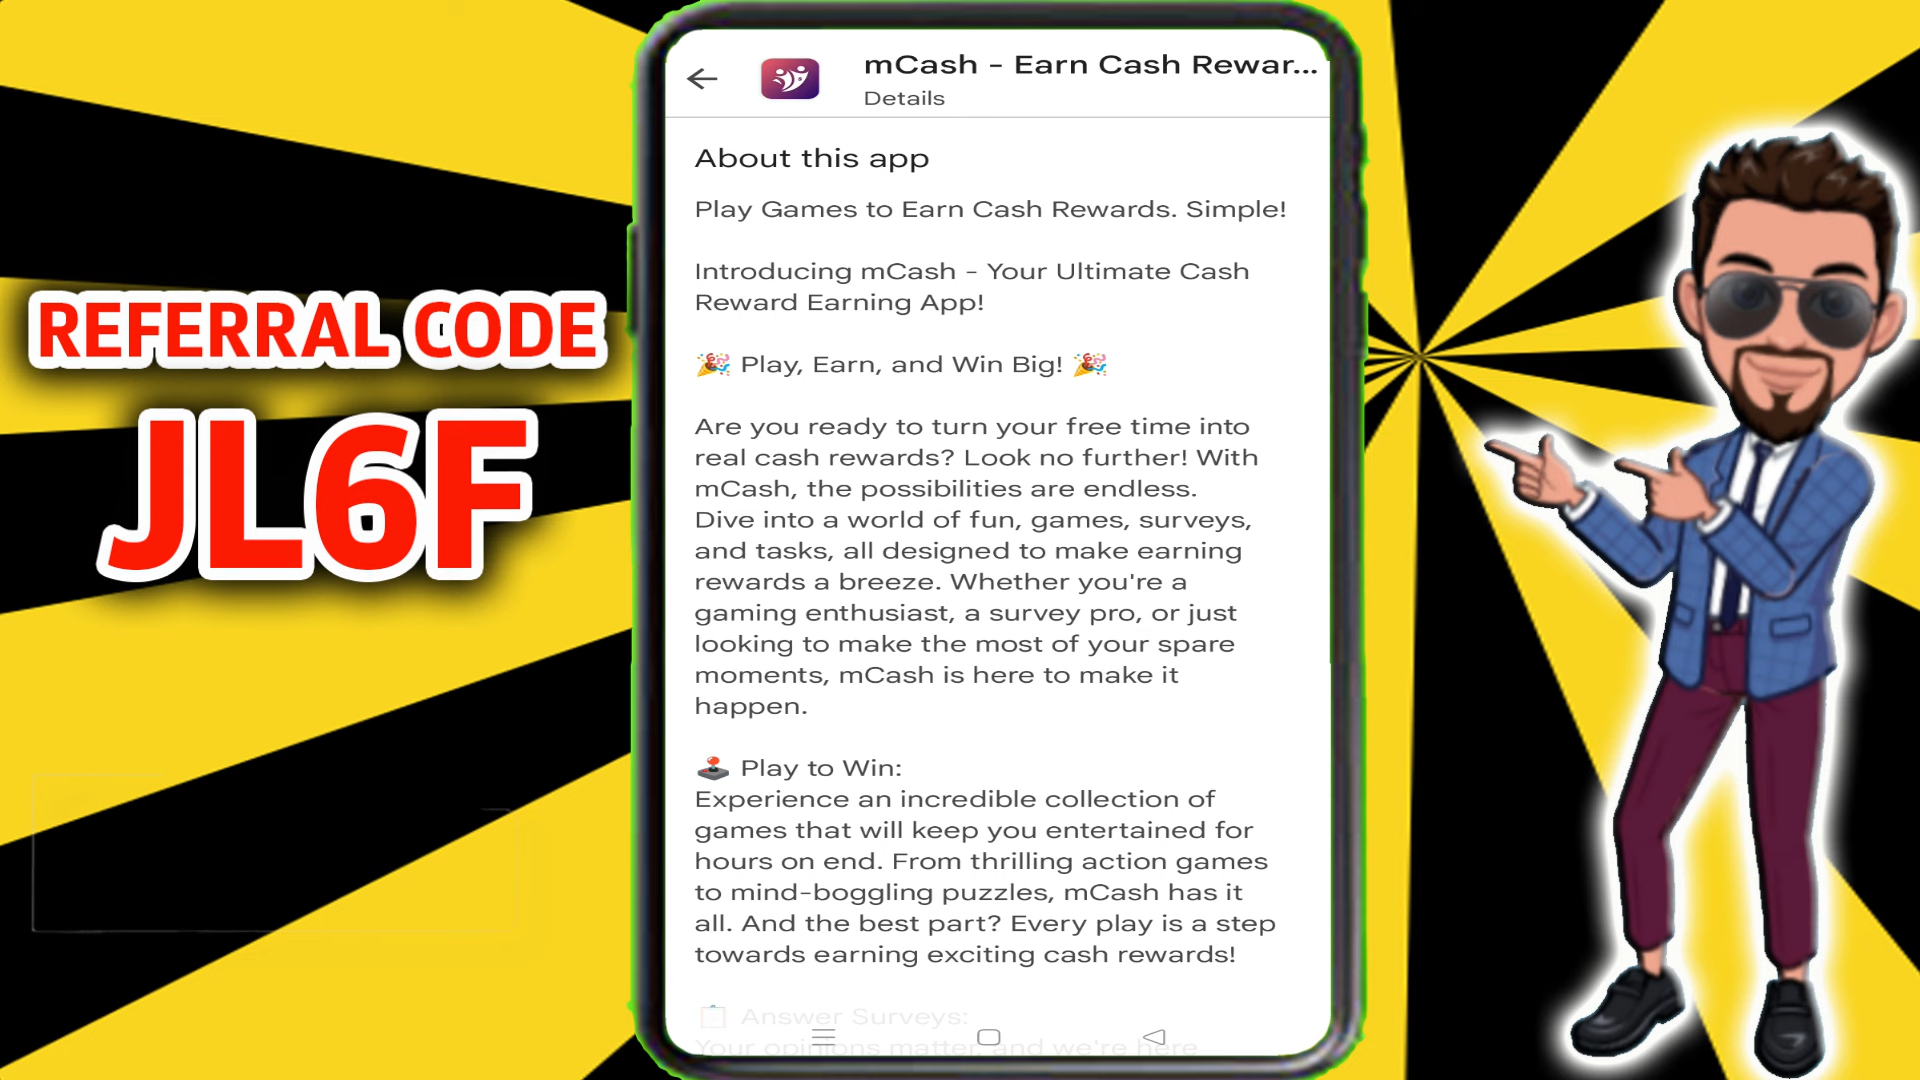 REFERRAL CODE
JL6F
mCash - Earn Cash Rewar...
Details
About this app
Play Games to Earn Cash Rewards. Simple!
Introducing mCash - Your Ultimate Cash
Reward Earning App!
🎉 Play, Earn, and Win Big! 🎉
Are you ready to turn your free time into
real cash rewards? Look no further! With
mCash, the possibilities are endless.
Dive into a world of fun, games, surveys,
and tasks, all designed to make earning
rewards a breeze. Whether you're a
gaming enthusiast, a survey pro, or just
looking to make the most of your spare
moments, mCash is here to make it
happen.
🕹️ Play to Win:
Experience an incredible collection of
games that will keep you entertained for
hours on end. From thrilling action games
to mind-boggling puzzles, mCash has it
all. And the best part? Every play is a step
towards earning exciting cash rewards!
📋 Answer Surveys:
Your opinions matter, and we're here